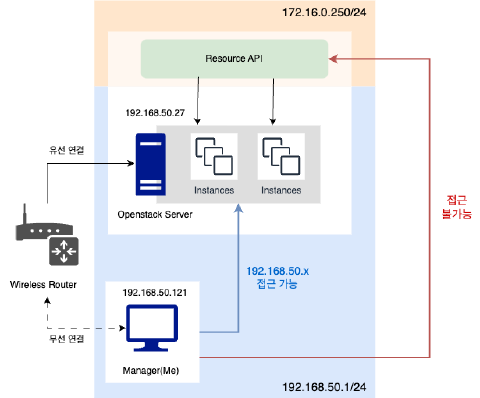 172.16.0.250/24
Resource API
192.168.50.27
유선 연결
Instances
Instances
Openstack Server
접근
불가능
192.168.50.x
접근 가능
Wireless Router
192.168.50.121
무선 연결
Manager(Me)
192.168.50.1/24